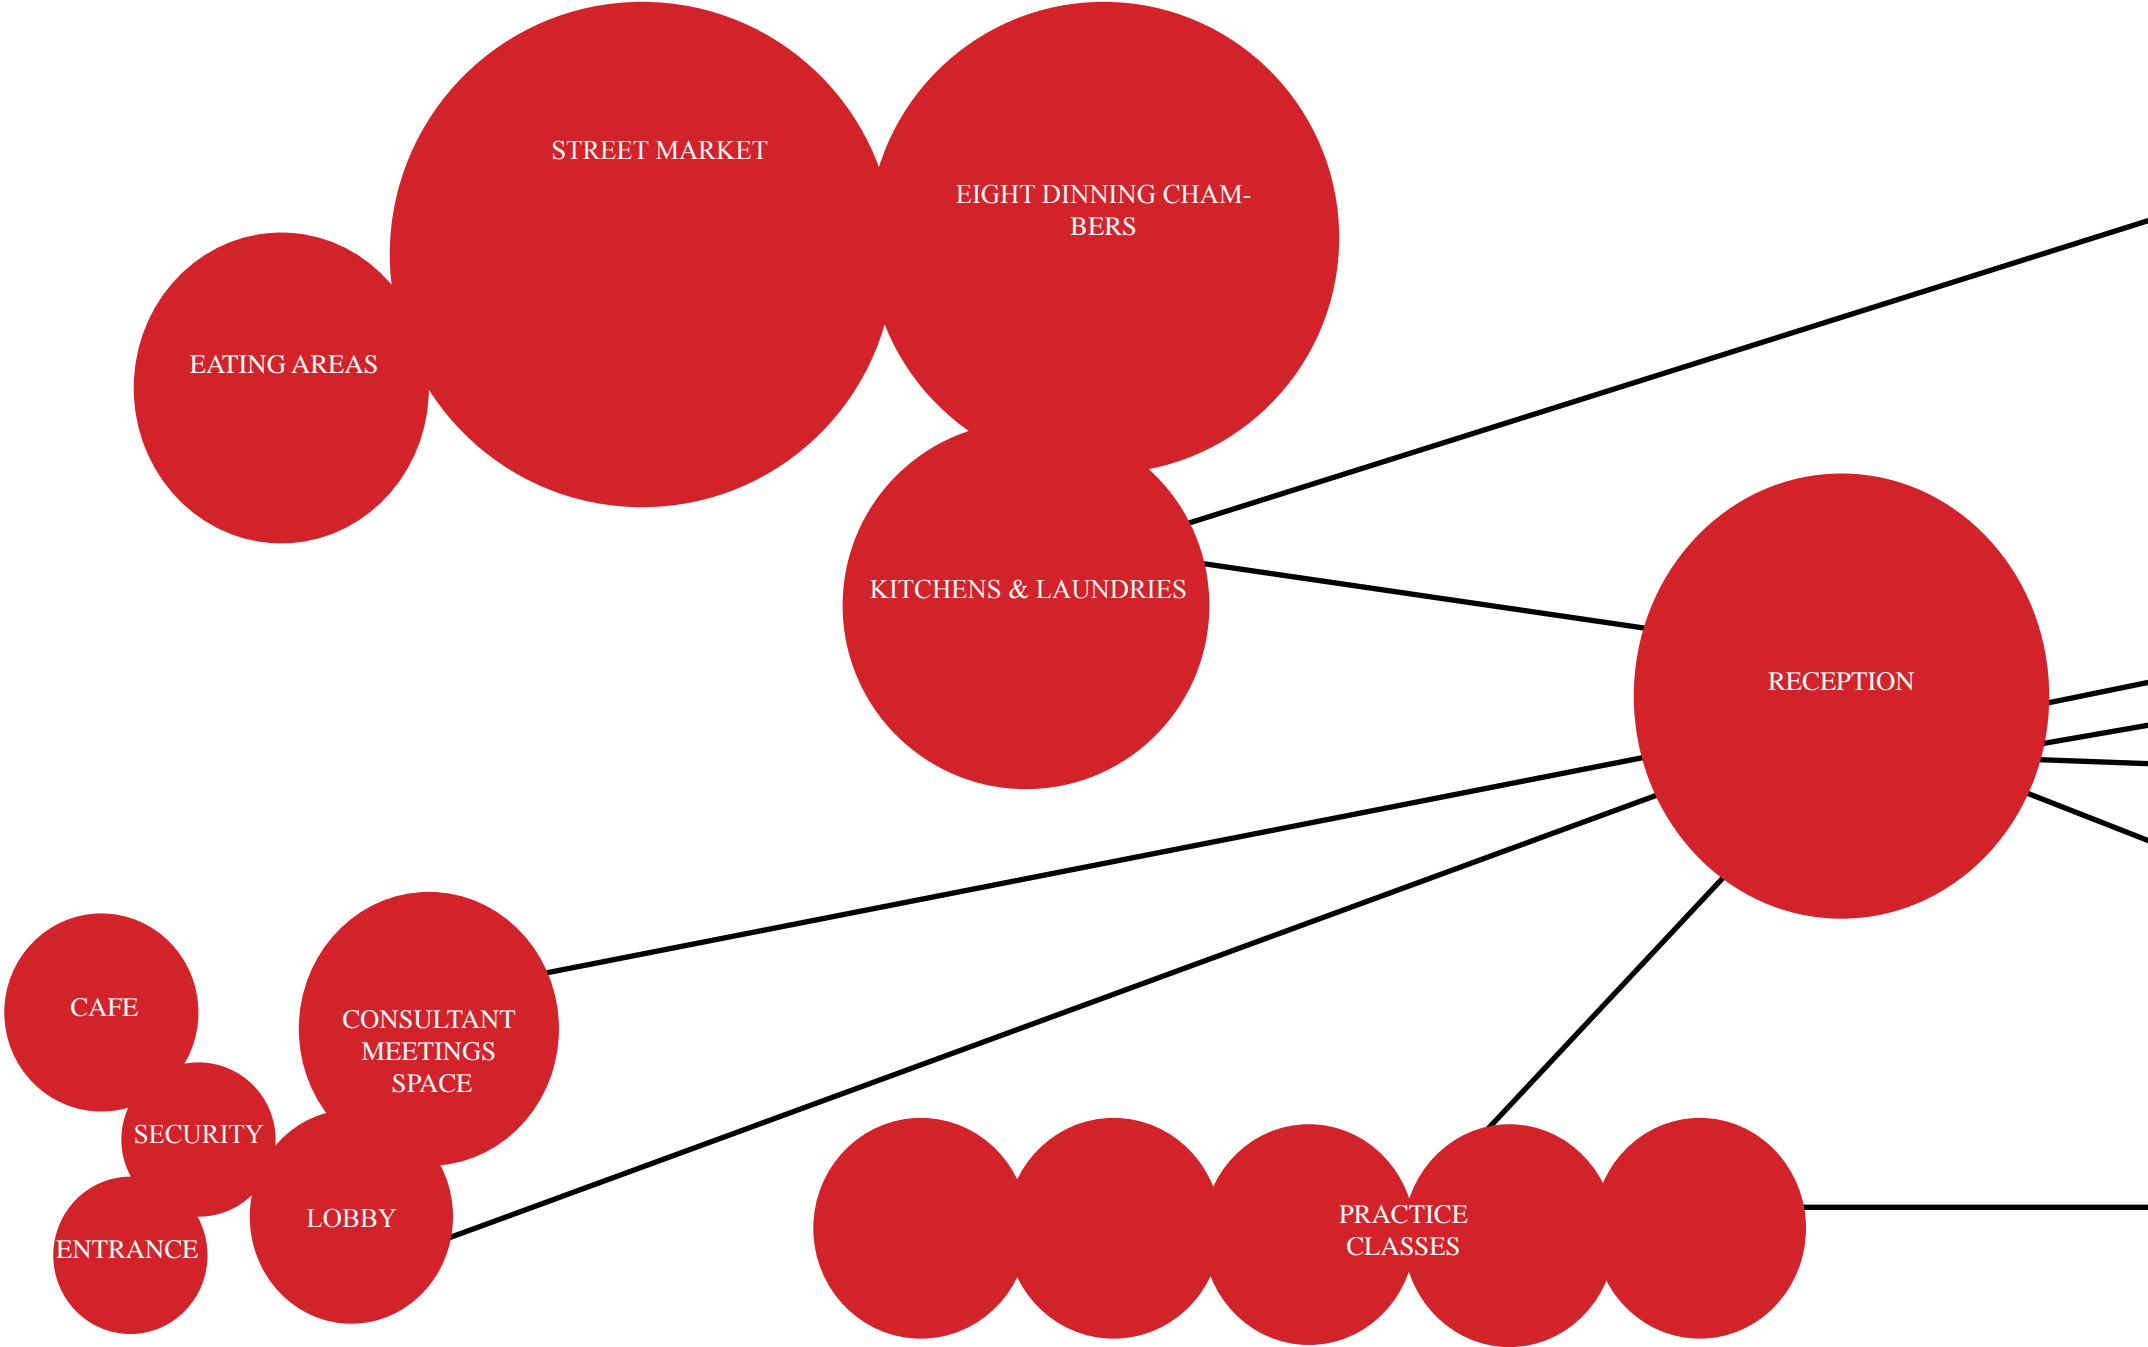 STREET MARKET
EIGHT DINNING CHAM-
BERS
EATING AREAS
KITCHENS & LAUNDRIES
RECEPTION
CAFE
CONSULTANT
MEETINGS
SPACE
SECURITY
LOBBY
ENTRANCE
PRACTICE
CLASSES